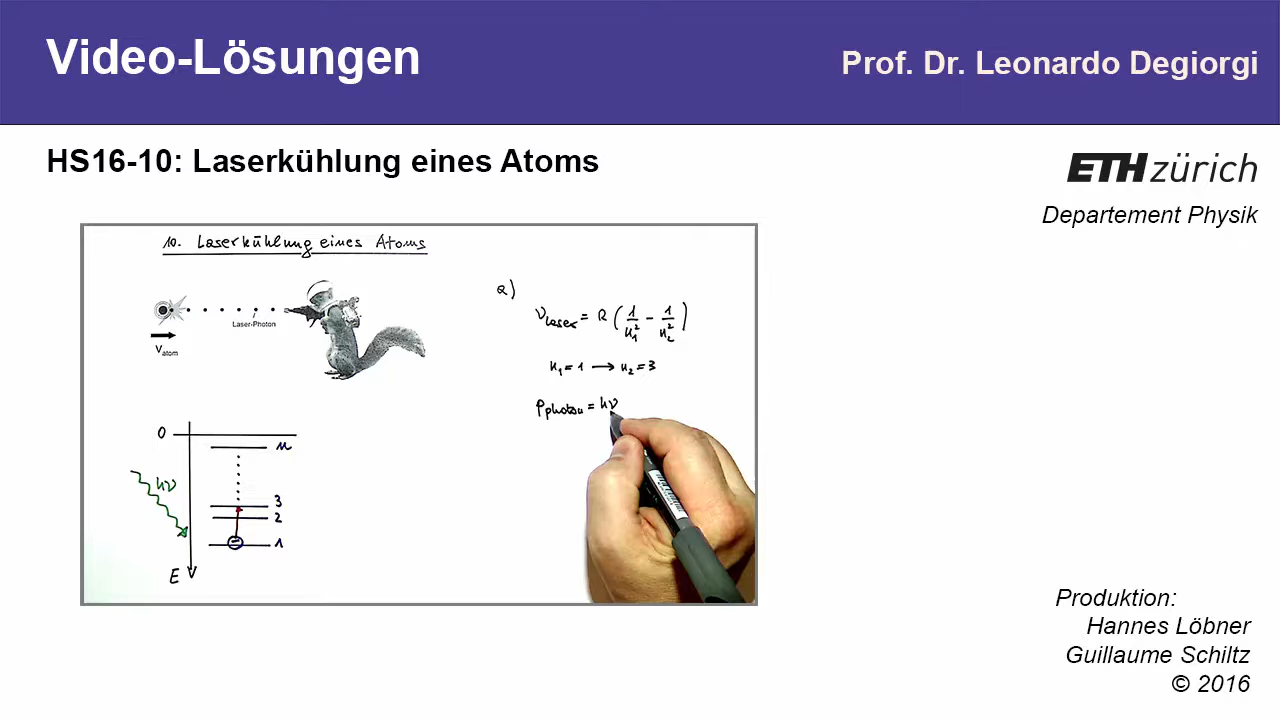 Video-Lösungen
Prof. Dr. Leonardo Degiorgi
HS16-10: Laserkühlung eines Atoms
ETH zürich
Departement Physik
10. Laserkühlung eines Atoms
Laser-Photon
v_atom
a)
ν_Laser = R ( 1/n₁² − 1/n₂² )
n₁ = 1 → n₂ = 3
P_photon = hν
0
n
hν
3
2
1
E
Produktion:
Hannes Löbner
Guillaume Schiltz
© 2016